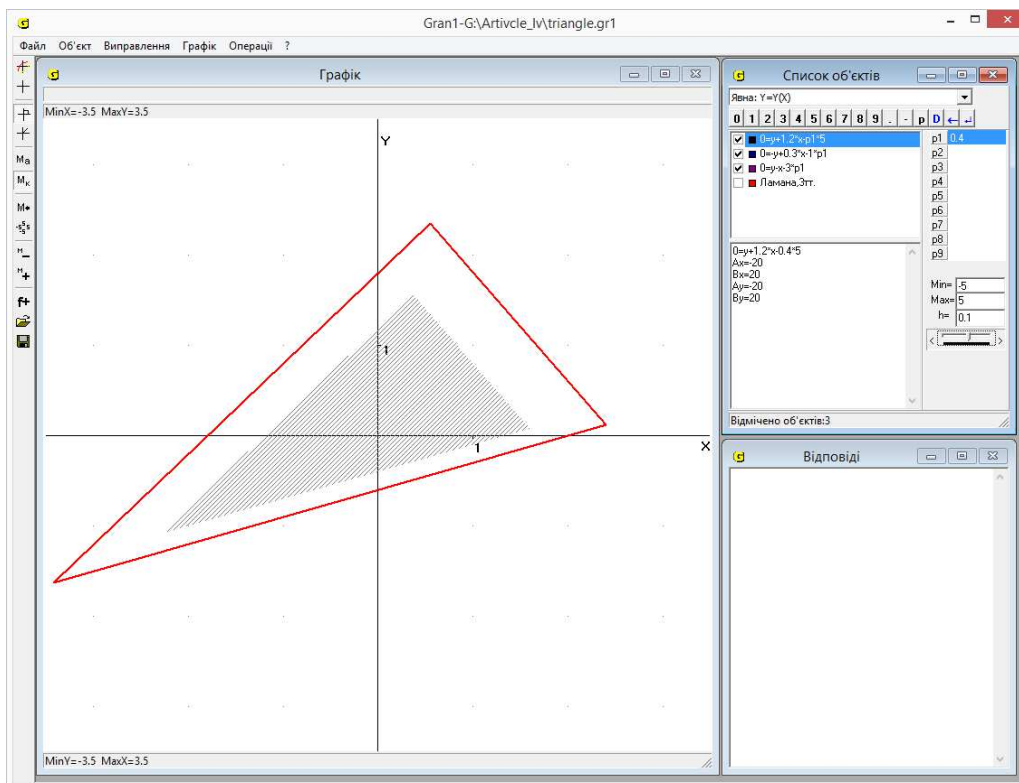 Gran1-G:\Artivcle_lv\triangle.gr1
Файл Об'єкт Виправлення Графік Операції ?
Графік
MinX=-3.5 MaxY=3.5
Y
1
1
X
MinY=-3.5 MaxX=3.5
Ma
Mк
M
M
M
f+
Список об'єктів
Явна: Y=Y(X)
0 1 2 3 4 5 6 7 8 9 . - p D ← ↵
0=y+1.2*x-p1*5
0=-y+0.3*x-1*p1
0=y-x-3*p1
Ламана,3тт.
p1 0.4
p2
p3
p4
p5
p6
p7
p8
p9
0=y+1.2*x-0.4*5
Ax=-20
Bx=20
Ay=-20
By=20
Min= -5
Max= 5
h= 0.1
Відмічено об'єктів:3
Відповіді